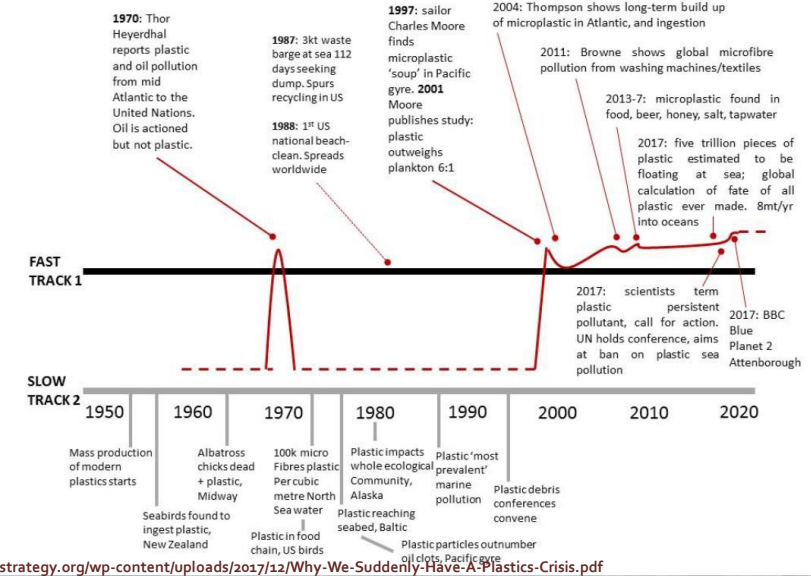 1970: Thor
Heyerdhal
reports plastic
and oil pollution
from mid
Atlantic to the
United Nations.
Oil is actioned
but not plastic.
1987: 3kt waste
barge at sea 112
days seeking
dump. Spurs
recycling in US
1988: 1st US
national beach-
clean. Spreads
worldwide
1997: sailor
Charles Moore
finds
microplastic
‘soup’ in Pacific
gyre. 2001
Moore
publishes study:
plastic
outweighs
plankton 6:1
2004: Thompson shows long-term build up
of microplastic in Atlantic, and ingestion
2011: Browne shows global microfibre
pollution from washing machines/textiles
2013-7: microplastic found in
food, beer, honey, salt, tapwater
2017: five trillion pieces of
plastic estimated to be
floating at sea; global
calculation of fate of all
plastic ever made. 8mt/yr
into oceans
FAST
TRACK 1
2017: scientists term
plastic persistent
pollutant, call for action.
UN holds conference, aims
at ban on plastic sea
pollution
2017: BBC
Blue
Planet 2
Attenborough
SLOW
TRACK 2
1950 1960 1970 1980 1990 2000 2010 2020
Mass production
of modern
plastics starts
Seabirds found to
ingest plastic,
New Zealand
Albatross
chicks dead
+ plastic,
Midway
100k micro
Fibres plastic
Per cubic
metre North
Sea water
Plastic in food
chain, US birds
Plastic impacts
whole ecological
Community,
Alaska
Plastic reaching
seabed, Baltic
Plastic ‘most
prevalent’
marine
pollution
Plastic debris
conferences
convene
Plastic particles outnumber
oil clots, Pacific gyre
strategy.org/wp-content/uploads/2017/12/Why-We-Suddenly-Have-A-Plastics-Crisis.pdf